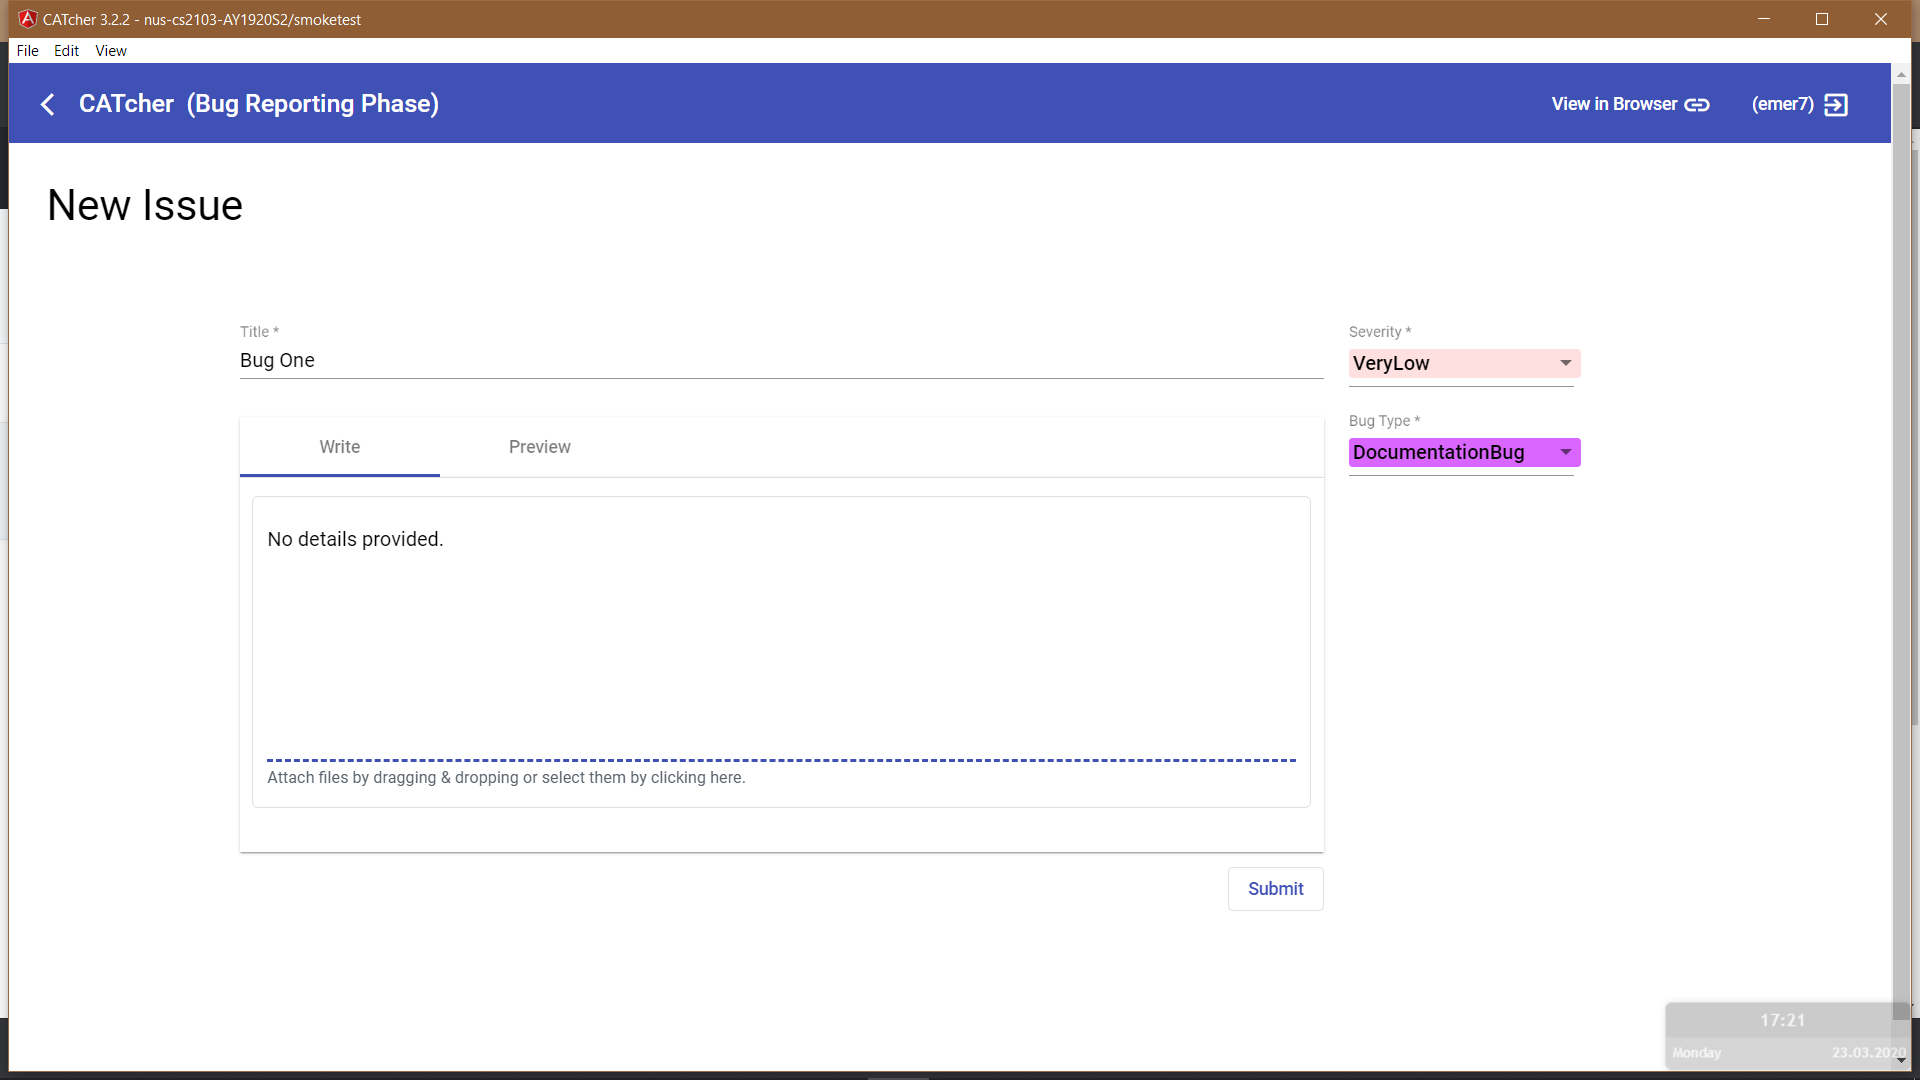 CATcher 3.2.2 - nus-cs2103-AY1920S2/smoketest
File Edit View
CATcher (Bug Reporting Phase)
View in Browser
(emer7)
New Issue
Title *
Bug One
Severity *
VeryLow
Bug Type *
DocumentationBug
Write
Preview
No details provided.
Attach files by dragging & dropping or select them by clicking here.
Submit
17:21
Monday 23.03.2020